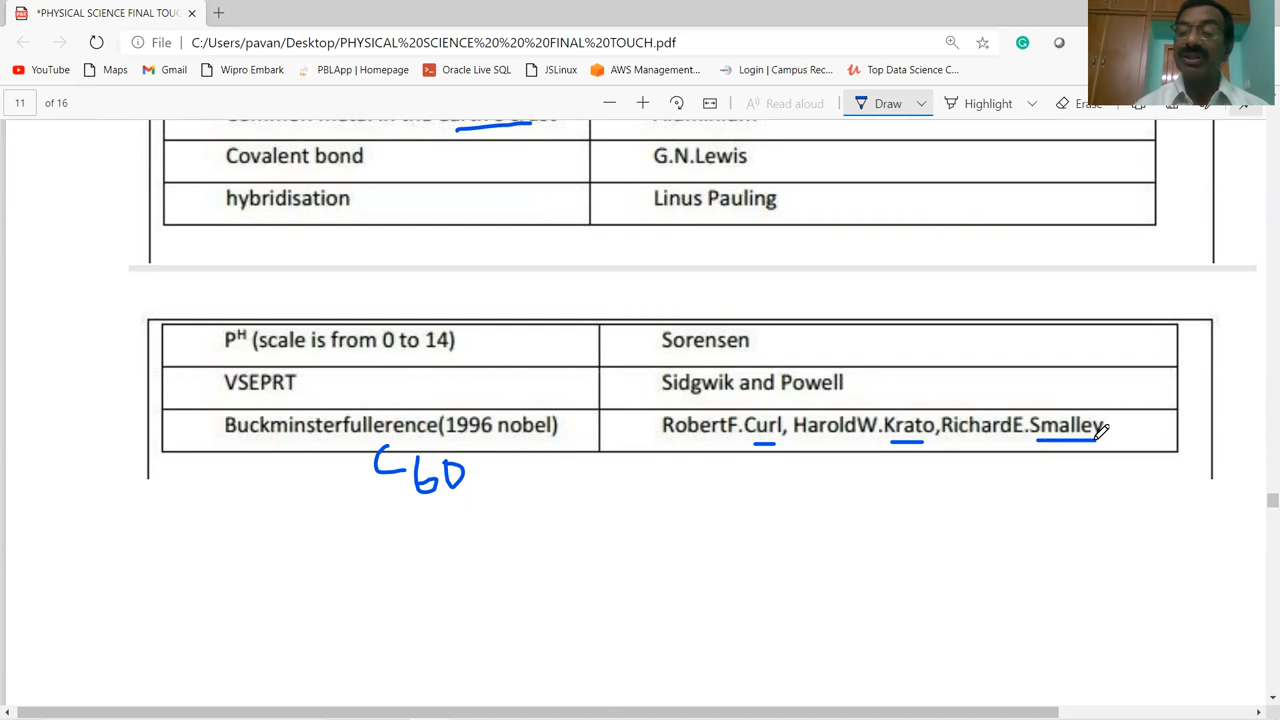 *PHYSICAL SCIENCE FINAL TOUC
File C:/Users/pavan/Desktop/PHYSICAL%20SCIENCE%20%20%20FINAL%20TOUCH.pdf
YouTube Maps Gmail Wipro Embark PBLApp | Homepage Oracle Live SQL JSLinux AWS Management... Login | Campus Rec... Top Data Science C...
11 of 16 Read aloud Draw Highlight Erase
Covalent bond G.N.Lewis
hybridisation Linus Pauling
Pᴴ (scale is from 0 to 14) Sorensen
VSEPRT Sidgwik and Powell
Buckminsterfullerence(1996 nobel) RobertF.Curl, HaroldW.Krato,RichardE.Smalley
C60